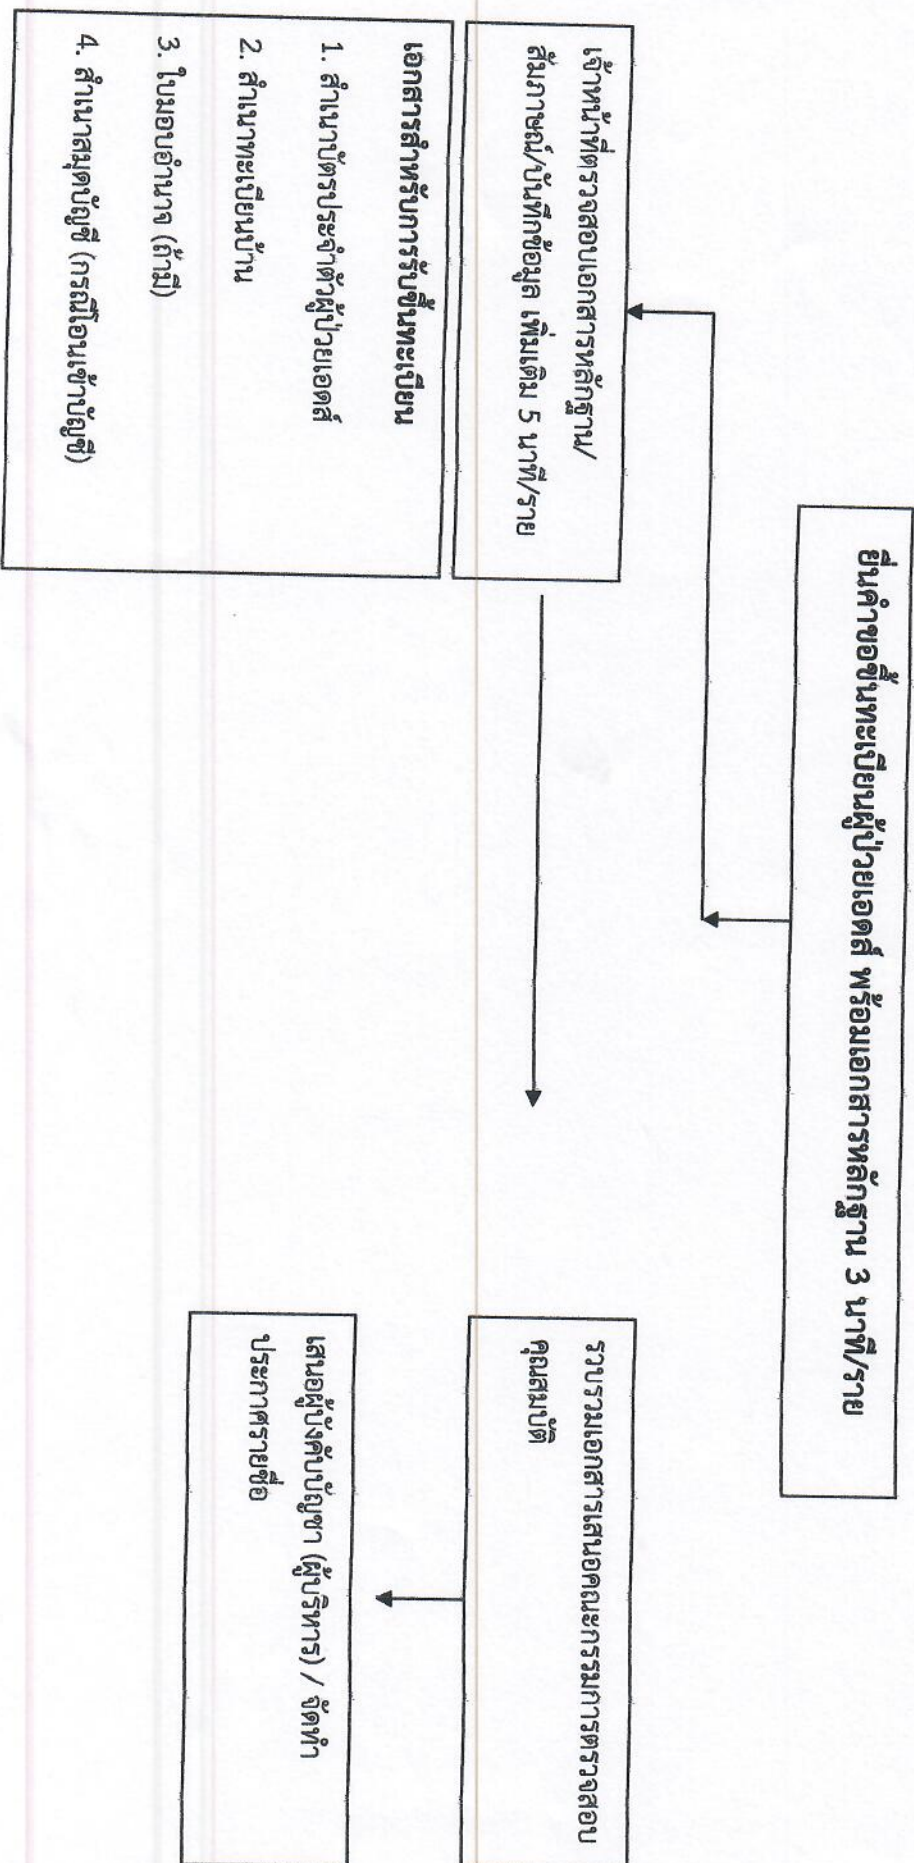 ยื่นคำขอขึ้นทะเบียนผู้ป่วยเอดส์ พร้อมเอกสารหลักฐาน 3 นาที/ราย
เจ้าหน้าที่ตรวจสอบเอกสารหลักฐาน/
สัมภาษณ์/บันทึกข้อมูล เพิ่มเติม 5 นาที/ราย
เอกสารสำหรับการรับขึ้นทะเบียน
1. สำเนาบัตรประจำตัวผู้ป่วยเอดส์
2. สำเนาทะเบียนบ้าน
3. ใบมอบอำนาจ (ถ้ามี)
4. สำเนาสมุดบัญชี (กรณีโอนเข้าบัญชี)
รวบรวมเอกสารเสนอคณะกรรมการตรวจสอบ
คุณสมบัติ
เสนอผู้บังคับบัญชา (ผู้บริหาร) / จัดทำ
ประกาศรายชื่อ